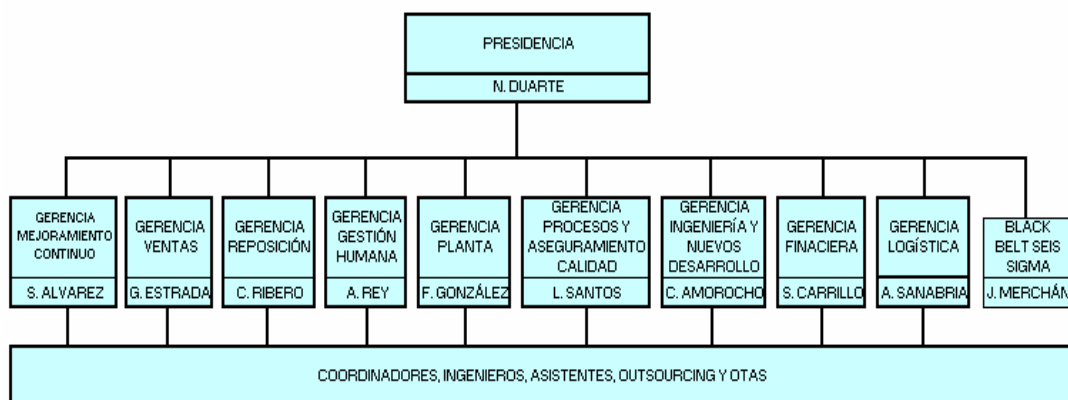 PRESIDENCIA
N. DUARTE
GERENCIA
MEJORAMIENTO
CONTINUO
S. ALVAREZ
GERENCIA
VENTAS
G. ESTRADA
GERENCIA
REPOSICIÓN
C. RIBERO
GERENCIA
GESTIÓN
HUMANA
A. REY
GERENCIA
PLANTA
F. GONZÁLEZ
GERENCIA
PROCESOS Y
ASEGURAMIENTO
CALIDAD
L. SANTOS
GERENCIA
INGENIERÍA Y
NUEVOS
DESARROLLO
C. AMOROCHO
GERENCIA
FINACIERA
S. CARRILLO
GERENCIA
LOGÍSTICA
A. SANABRIA
BLACK
BELT SEIS
SIGMA
J. MERCHÁN
COORDINADORES, INGENIEROS, ASISTENTES, OUTSOURCING Y OTAS